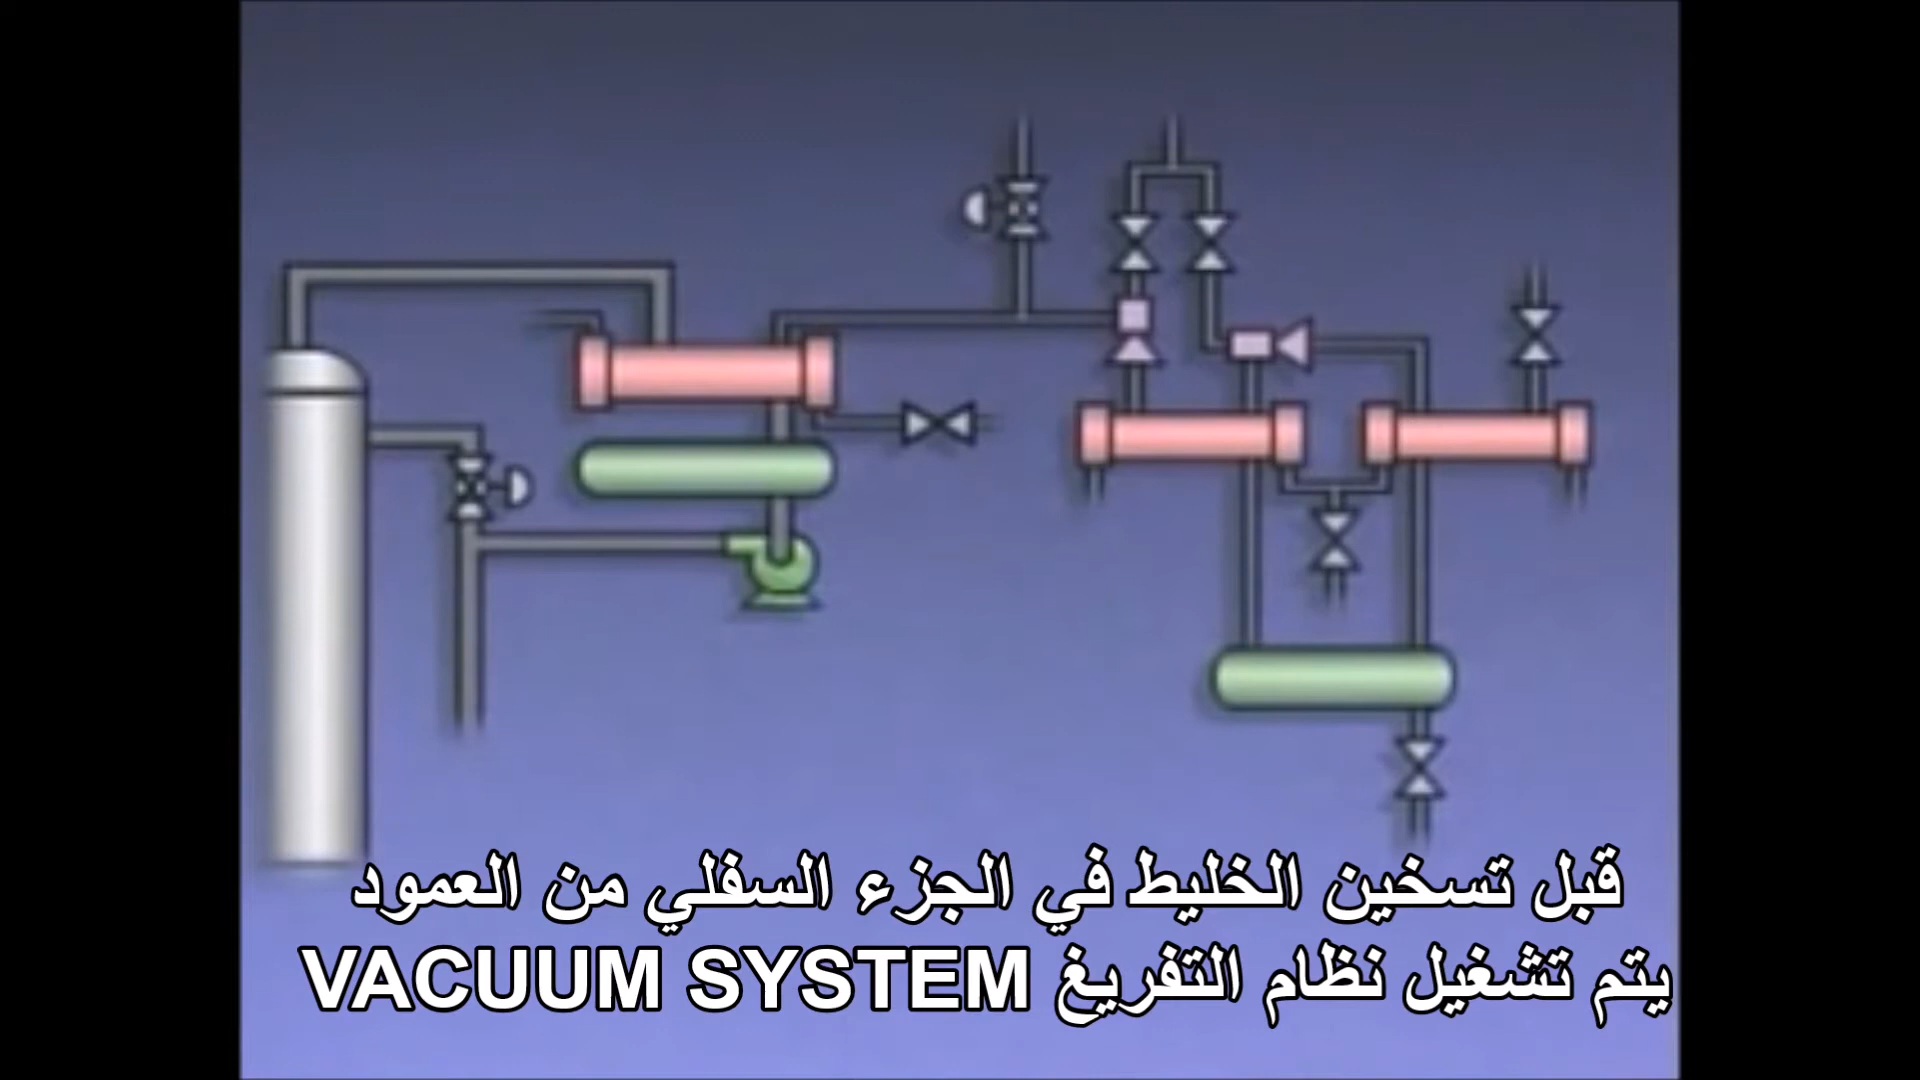 قبل تسخين الخليط في الجزء السفلي من العمود
يتم تشغيل نظام التفريغ VACUUM SYSTEM